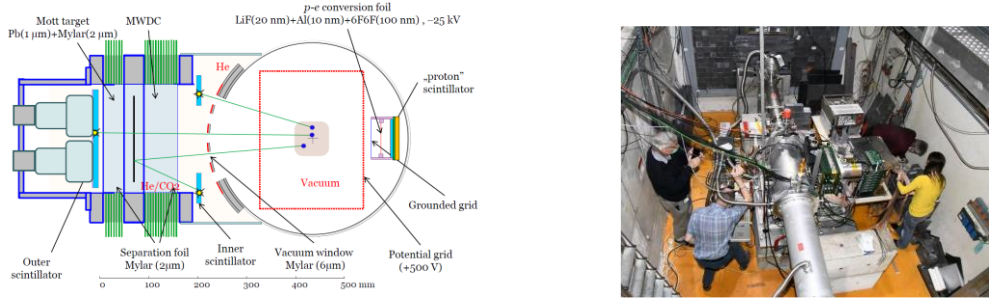 Mott target
Pb(1 μm)+Mylar(2 μm)
MWDC
p-e conversion foil
LiF(20 nm)+Al(10 nm)+6F6F(100 nm) , –25 kV
He
„proton”
scintillator
He/CO2
Vacuum
Grounded grid
Outer
scintillator
Separation foil
Mylar (2μm)
Inner
scintillator
Vacuum window
Mylar (6μm)
Potential grid
(+500 V)
0 100 200 300 400 500 mm